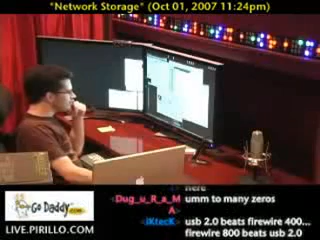 *Network Storage* (Oct 01, 2007 11:24pm)
here
<Dug_u_Ra_M umm to many zeros
A>
<iKtecK> usb 2.0 beats firewire 400...
Go Daddy.com
LIVE.PIRILLO.COM firewire 800 beats usb 2.0